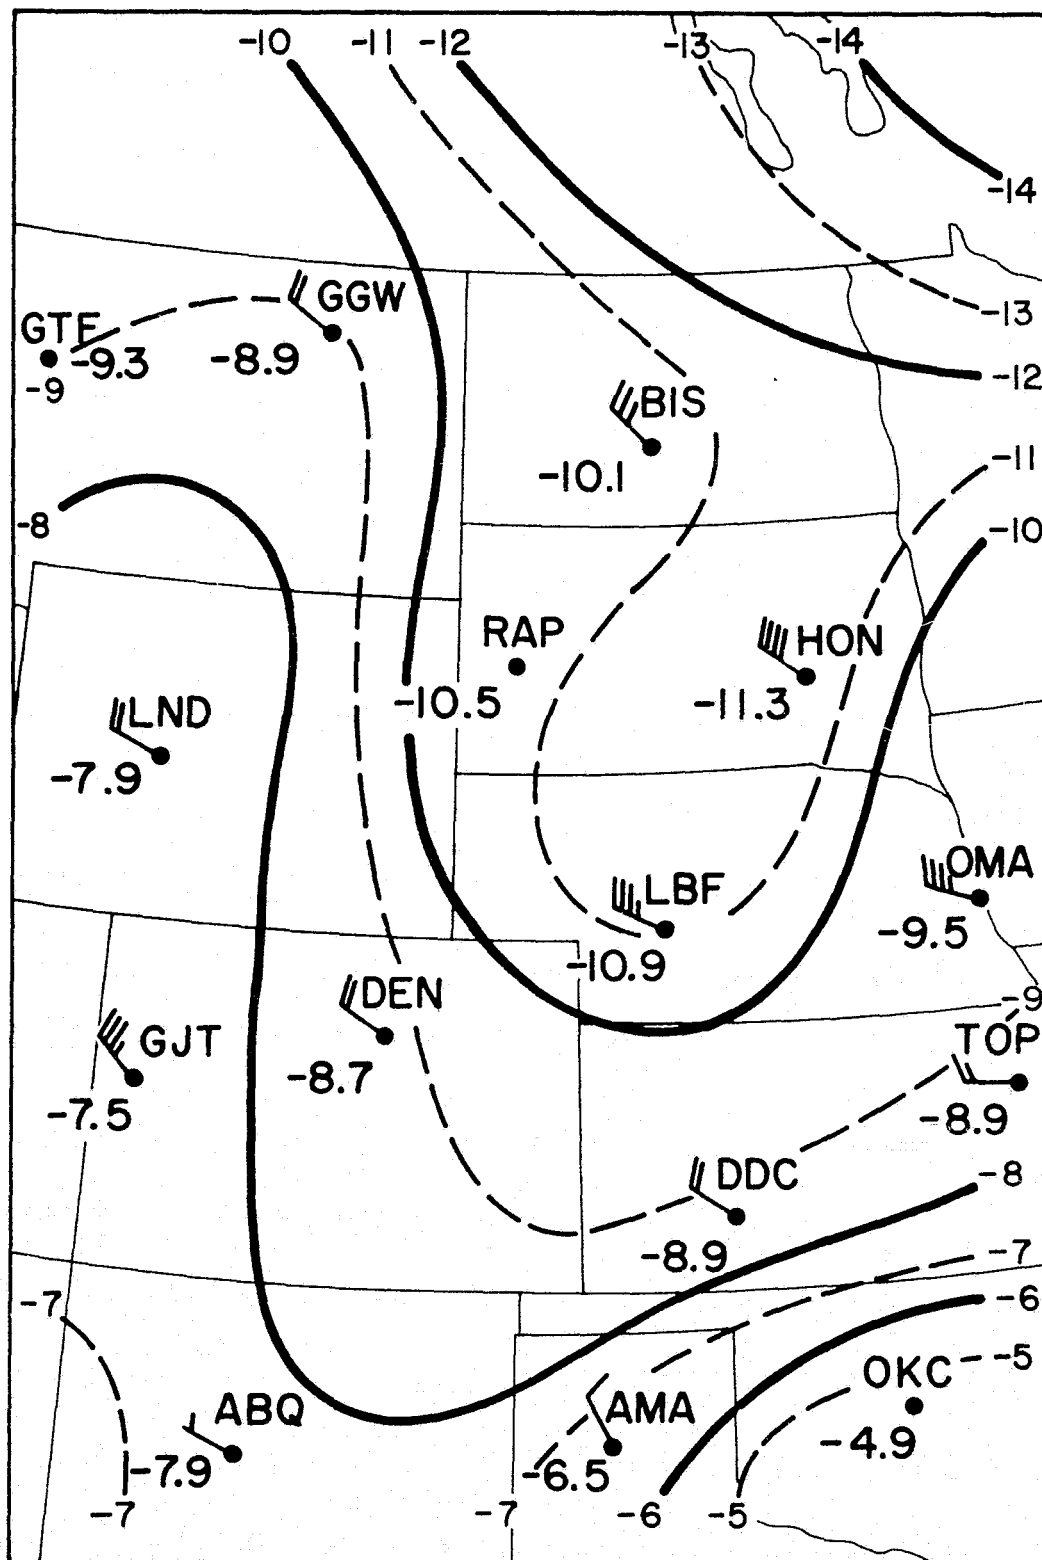 -10 -11 -12 -13 -14
-14
GGW
-13
GTF
-9.3 -8.9
-9
-12
BIS
-11
-10.1
-8
-10
RAP
HON
-10.5
-11.3
LND
-7.9
OMA
LBF
-9.5
-10.9
DEN
-9
GJT
TOP
-8.7
-7.5
-8.9
DDC
-8
-8.9
-7
-7
-6
-5
OKC
ABQ
AMA
-4.9
-7.9
-6.5
-7
-7
-6
-5